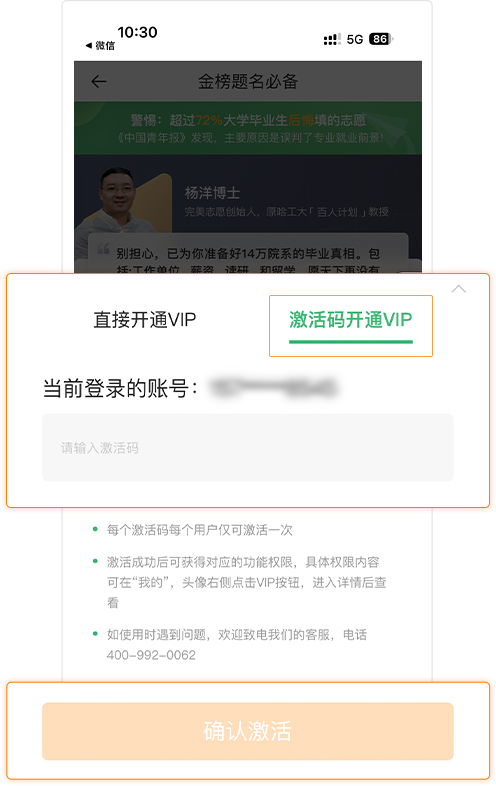 10:30
◀ 微信
5G 86
金榜题名必备
警惕：超过72%大学毕业生后悔填的志愿
《中国青年报》发现，主要原因是误判了专业就业前景!
杨洋博士
完美志愿创始人、原哈工大「百人计划」教授
别担心，已为你准备好14万院系的毕业真相。包
括:工作单位、薪资、读研、和留学。愿天下再没有
直接开通VIP
激活码开通VIP
当前登录的账号：
请输入激活码
每个激活码每个用户仅可激活一次
激活成功后可获得对应的功能权限，具体权限内容
可在“我的”，头像右侧点击VIP按钮，进入详情后查
看
如使用时遇到问题，欢迎致电我们的客服，电话
400-992-0062
确认激活